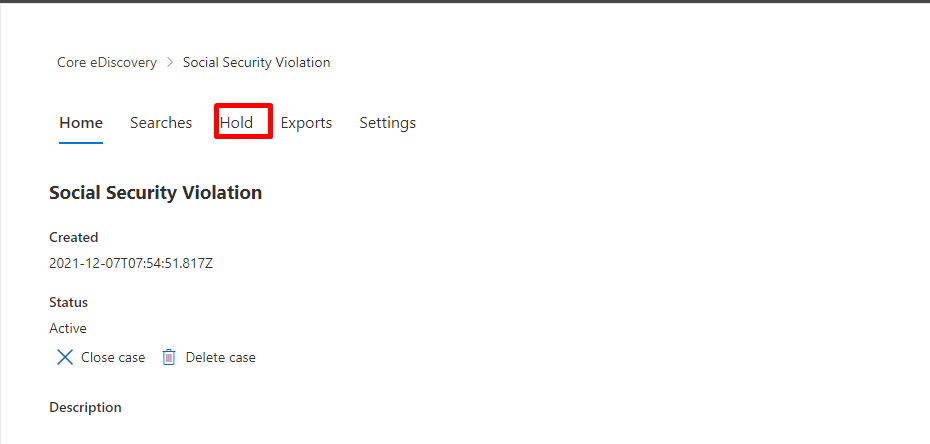 Core eDiscovery > Social Security Violation
Home Searches Hold Exports Settings
Social Security Violation
Created
2021-12-07T07:54:51.817Z
Status
Active
Close case Delete case
Description